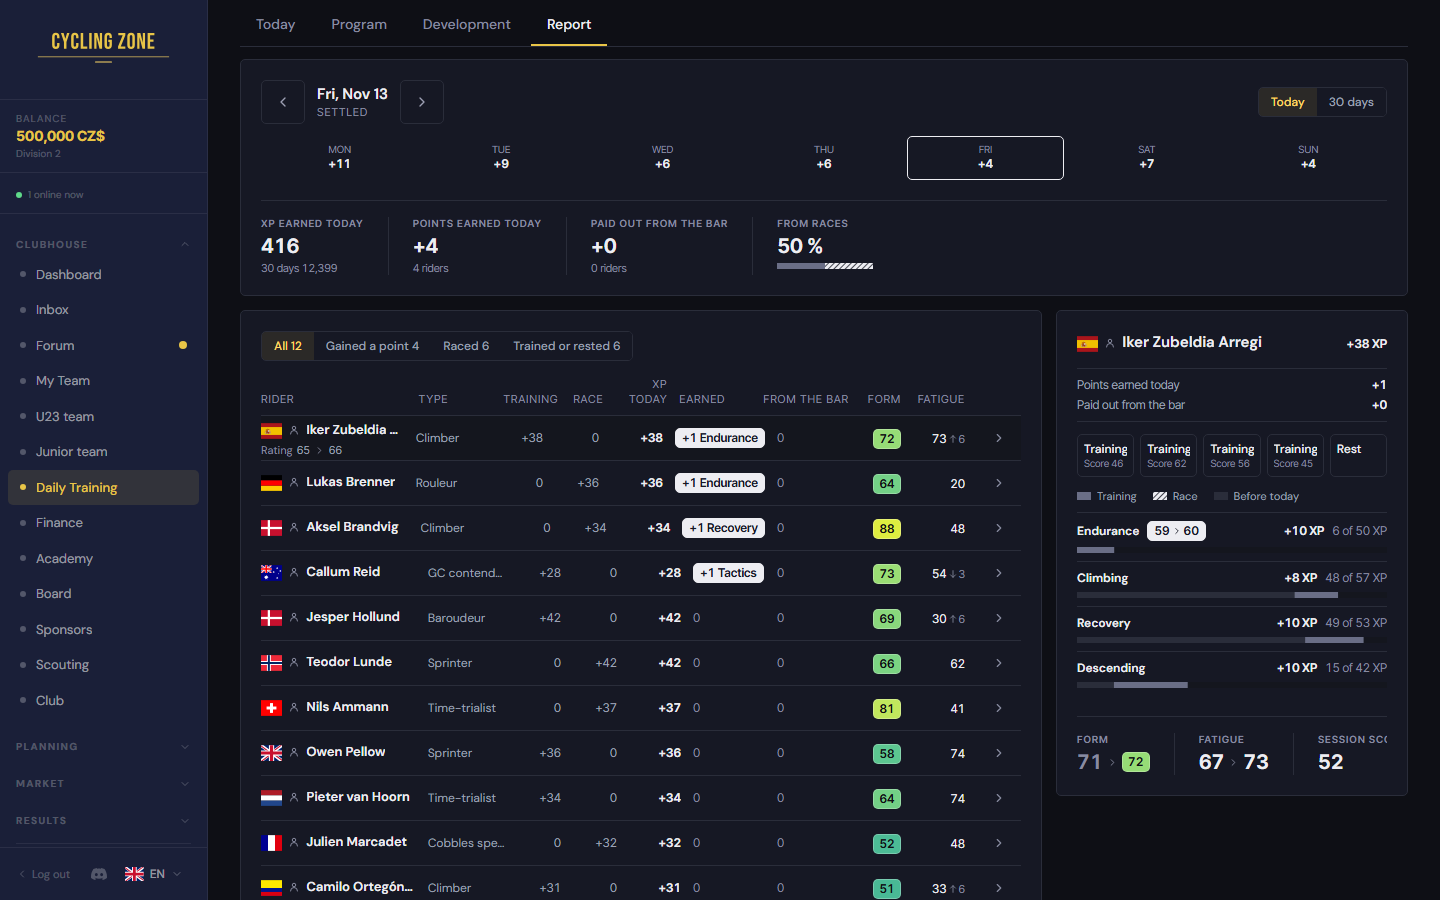 CYCLING ZONE
BALANCE
500,000 CZ$
Division 2
1 online now
CLUBHOUSE
Dashboard
Inbox
Forum
My Team
U23 team
Junior team
Daily Training
Finance
Academy
Board
Sponsors
Scouting
Club
PLANNING
MARKET
RESULTS
Log out
EN
Today Program Development Report
Fri, Nov 13
SETTLED
Today 30 days
MON TUE WED THU FRI SAT SUN
+11 +9 +6 +6 +4 +7 +4
XP EARNED TODAY POINTS EARNED TODAY PAID OUT FROM THE BAR FROM RACES
416 +4 +0 50 %
30 days 12,399 4 riders 0 riders
All 12 Gained a point 4 Raced 6 Trained or rested 6
RIDER TYPE TRAINING RACE XP TODAY EARNED FROM THE BAR FORM FATIGUE
Iker Zubeldia ... Climber +38 0 +38 +1 Endurance 0 72 73 ↑ 6
Rating 65 > 66
Lukas Brenner Rouleur 0 +36 +36 +1 Endurance 0 64 20
Aksel Brandvig Climber 0 +34 +34 +1 Recovery 0 88 48
Callum Reid GC contend... +28 0 +28 +1 Tactics 0 73 54 ↓ 3
Jesper Hollund Baroudeur +42 0 +42 0 0 69 30 ↑ 6
Teodor Lunde Sprinter 0 +42 +42 0 0 66 62
Nils Ammann Time-trialist 0 +37 +37 0 0 81 41
Owen Pellow Sprinter 0 +36 +36 0 0 58 74
Pieter van Hoorn Time-trialist 0 +34 +34 0 0 64 74
Julien Marcadet Cobbles spe... 0 +32 +32 0 0 52 48
Camilo Ortegón... Climber +31 0 +31 0 0 51 33 ↑ 6
Iker Zubeldia Arregi +38 XP
Points earned today +1
Paid out from the bar +0
Training Training Training Training Rest
Score 46 Score 62 Score 56 Score 45
Training Race Before today
Endurance 59 > 60 +10 XP 6 of 50 XP
Climbing +8 XP 48 of 57 XP
Recovery +10 XP 49 of 53 XP
Descending +10 XP 15 of 42 XP
FORM FATIGUE SESSION SC
71 > 72 67 > 73 52